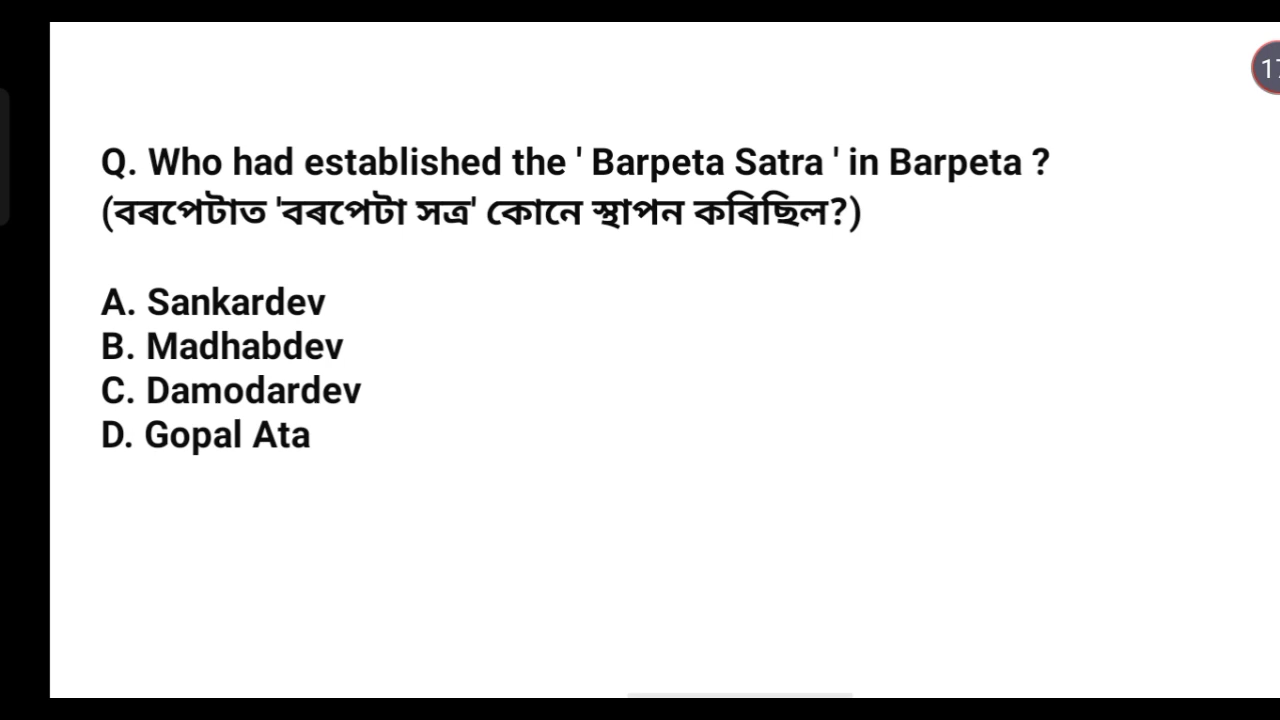 Q. Who had established the ' Barpeta Satra ' in Barpeta ?
(বৰপেটাত 'বৰপেটা সত্ৰ' কোনে স্থাপন কৰিছিল?)
A. Sankardev
B. Madhabdev
C. Damodardev
D. Gopal Ata